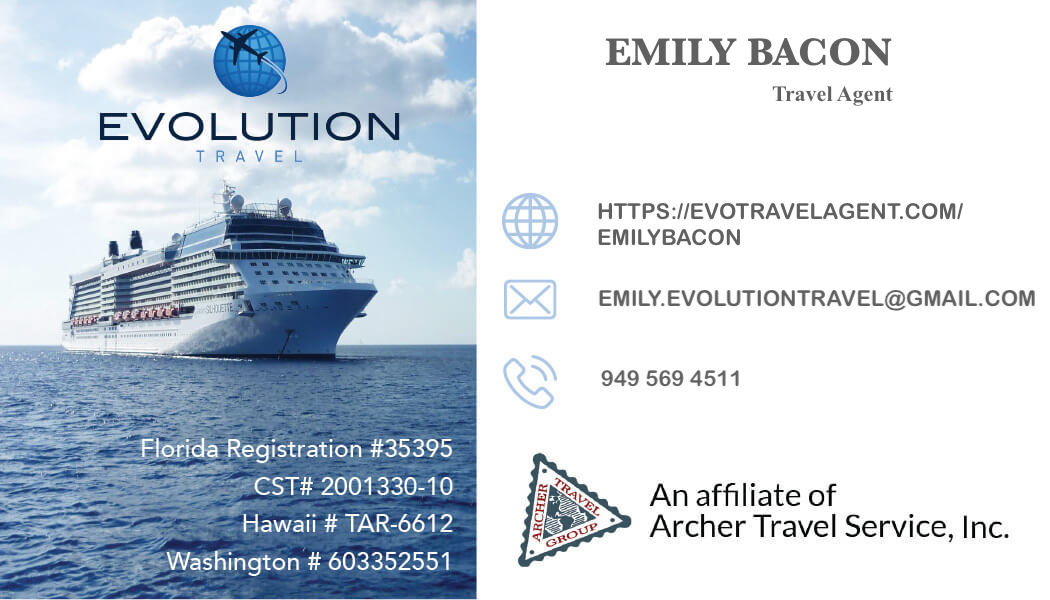 EVOLUTION
TRAVEL
SILHOUETTE
Florida Registration #35395
CST# 2001330-10
Hawaii # TAR-6612
Washington # 603352551
EMILY BACON
Travel Agent
HTTPS://EVOTRAVELAGENT.COM/
EMILYBACON
EMILY.EVOLUTIONTRAVEL@GMAIL.COM
949 569 4511
ARCHER
TRAVEL
GROUP
An affiliate of
Archer Travel Service, Inc.